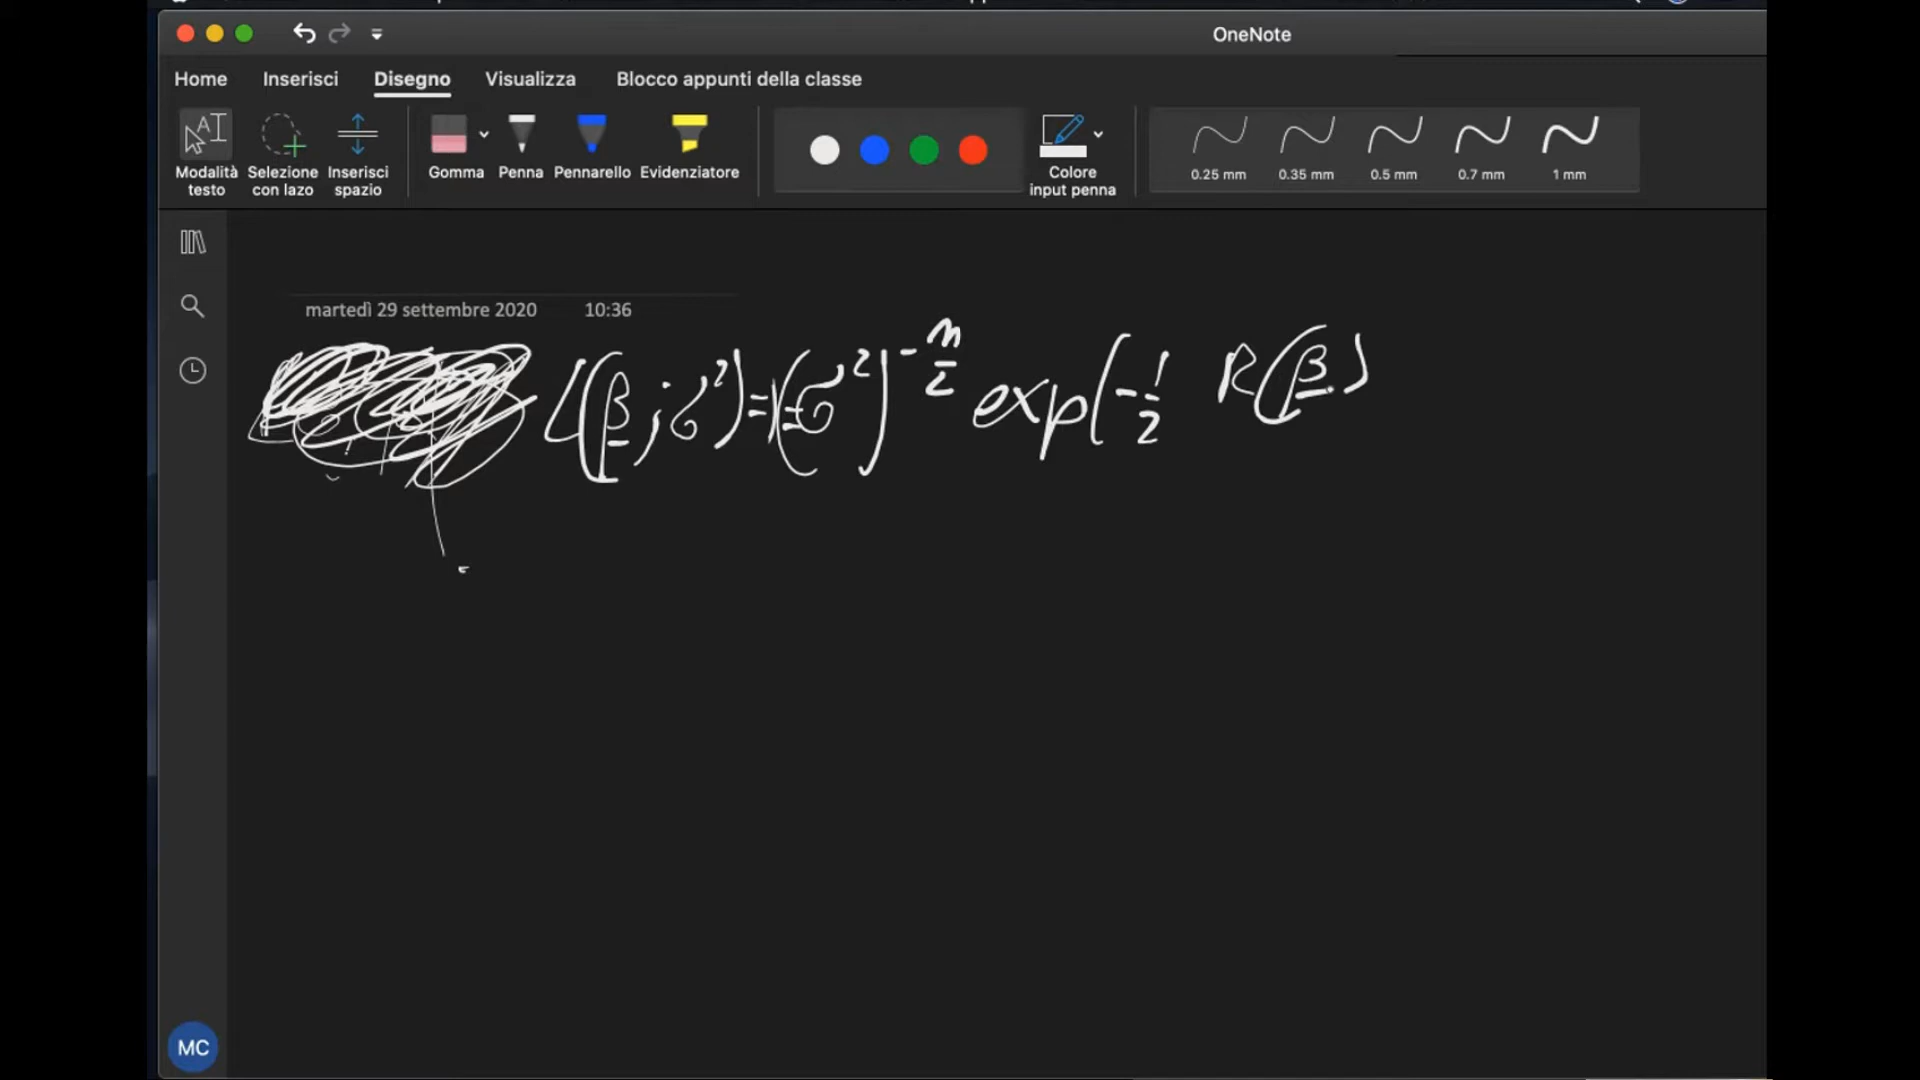 OneNote
Home Inserisci Disegno Visualizza Blocco appunti della classe
Modalità testo Selezione con lazo Inserisci spazio Gomma Penna Pennarello Evidenziatore Colore input penna 0.25 mm 0.35 mm 0.5 mm 0.7 mm 1 mm
martedì 29 settembre 2020 10:36
L(β; σ²) = (σ²)^{-n/2} exp(-1/2 R(β)
MC